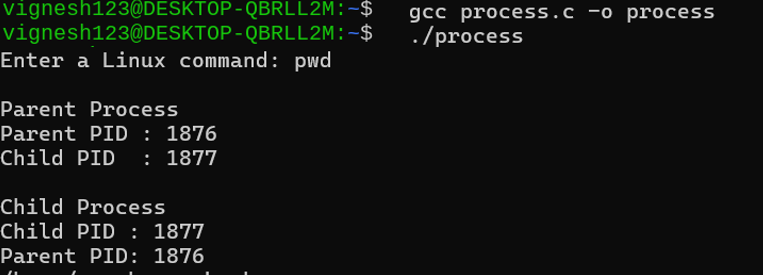 vignesh123@DESKTOP-QBRLL2M:~$ gcc process.c -o process
vignesh123@DESKTOP-QBRLL2M:~$ ./process
Enter a Linux command: pwd
Parent Process
Parent PID : 1876
Child PID  : 1877
Child Process
Child PID : 1877
Parent PID: 1876